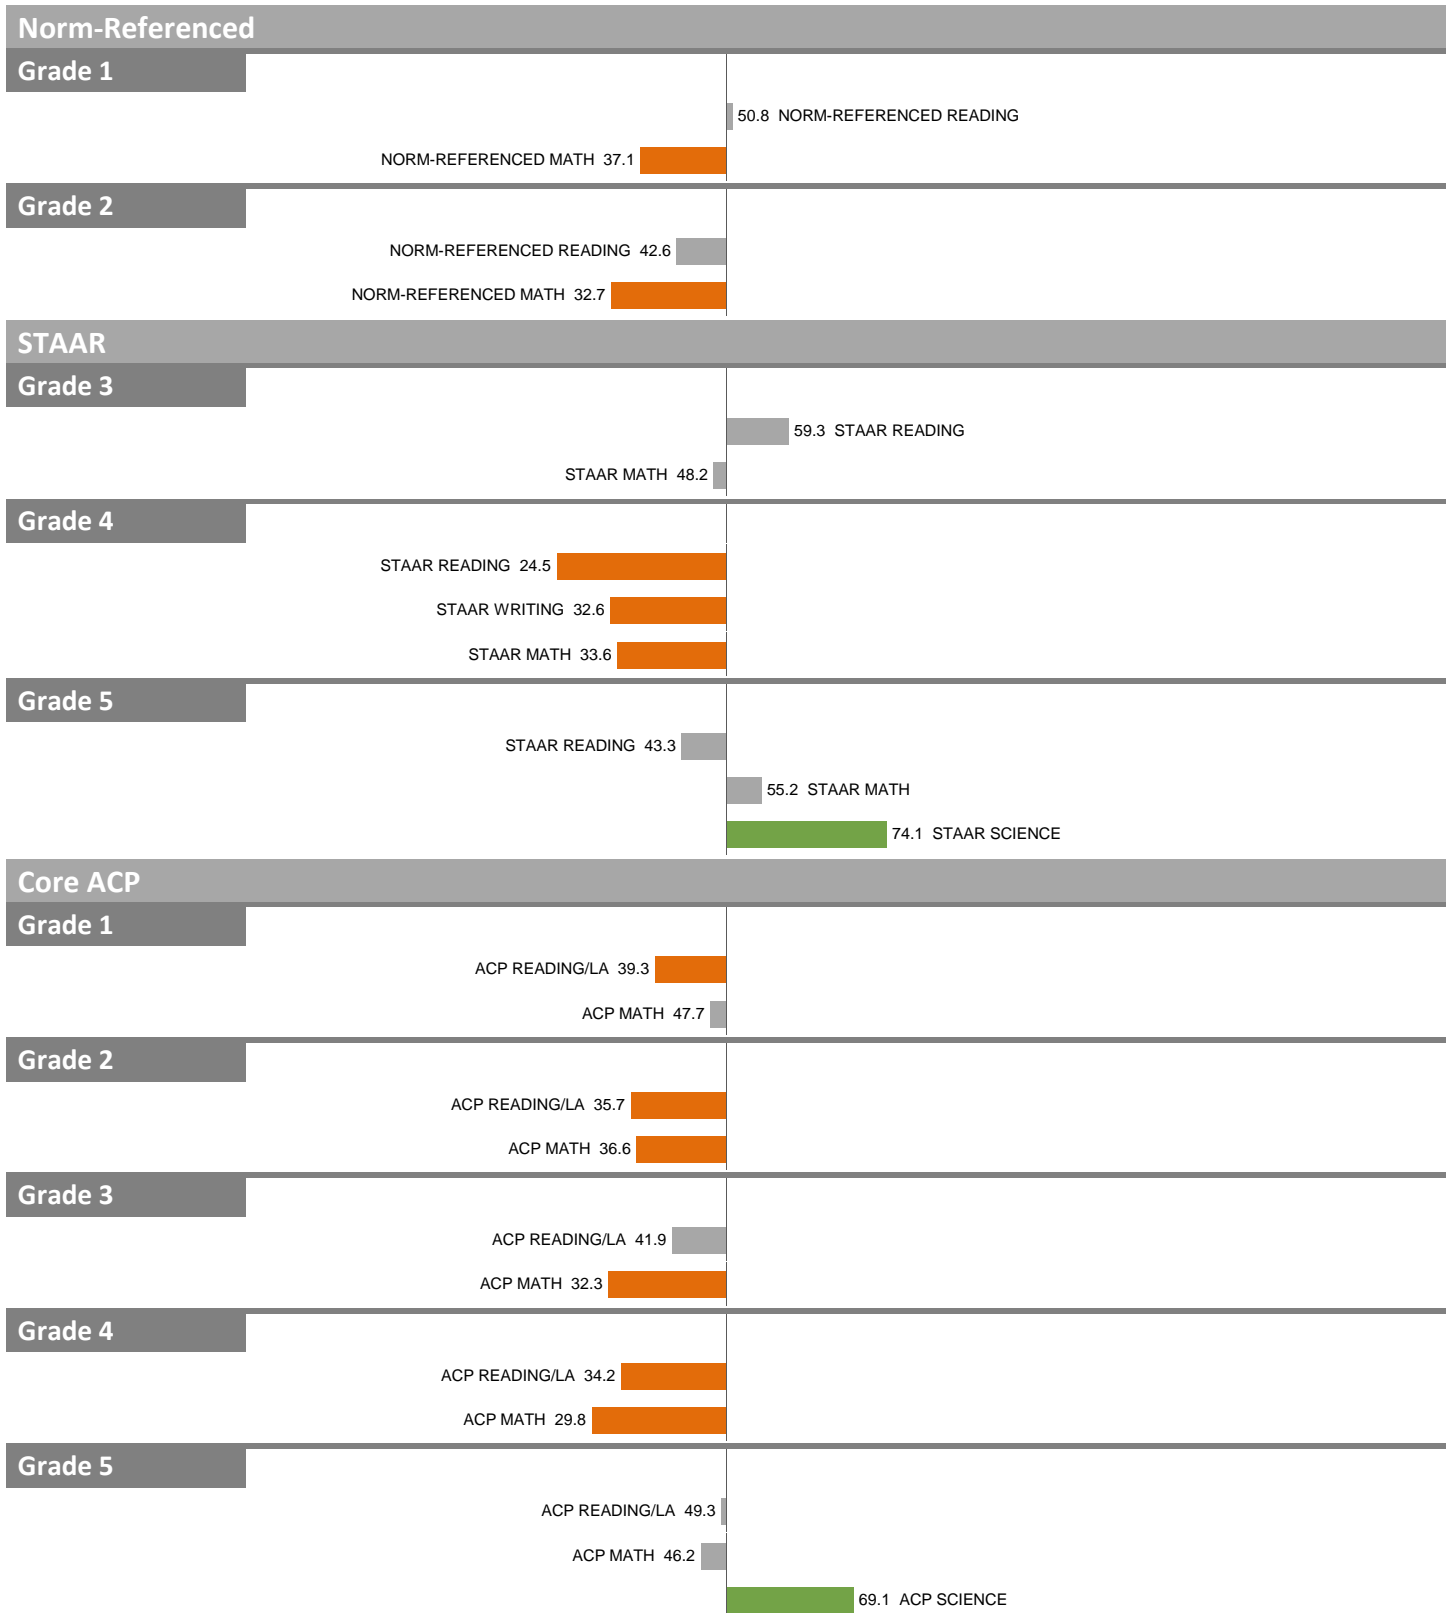 Norm-Referenced
Grade 1
50.8 NORM-REFERENCED READING
NORM-REFERENCED MATH 37.1
Grade 2
NORM-REFERENCED READING 42.6
NORM-REFERENCED MATH 32.7
STAAR
Grade 3
59.3 STAAR READING
STAAR MATH 48.2
Grade 4
STAAR READING 24.5
STAAR WRITING 32.6
STAAR MATH 33.6
Grade 5
STAAR READING 43.3
55.2 STAAR MATH
74.1 STAAR SCIENCE
Core ACP
Grade 1
ACP READING/LA 39.3
ACP MATH 47.7
Grade 2
ACP READING/LA 35.7
ACP MATH 36.6
Grade 3
ACP READING/LA 41.9
ACP MATH 32.3
Grade 4
ACP READING/LA 34.2
ACP MATH 29.8
Grade 5
ACP READING/LA 49.3
ACP MATH 46.2
69.1 ACP SCIENCE